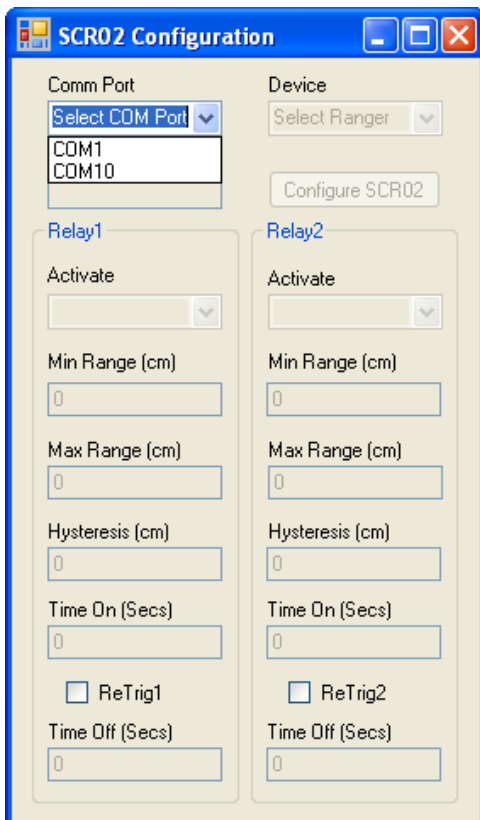 SCR02 Configuration
Comm Port
Device
Select COM Port
Select Ranger
COM1
COM10
Configure SCR02
Relay1
Relay2
Activate
Activate
Min Range (cm)
Min Range (cm)
0
0
Max Range (cm)
Max Range (cm)
0
0
Hysteresis (cm)
Hysteresis (cm)
0
0
Time On (Secs)
Time On (Secs)
0
0
ReTrig1
ReTrig2
Time Off (Secs)
Time Off (Secs)
0
0